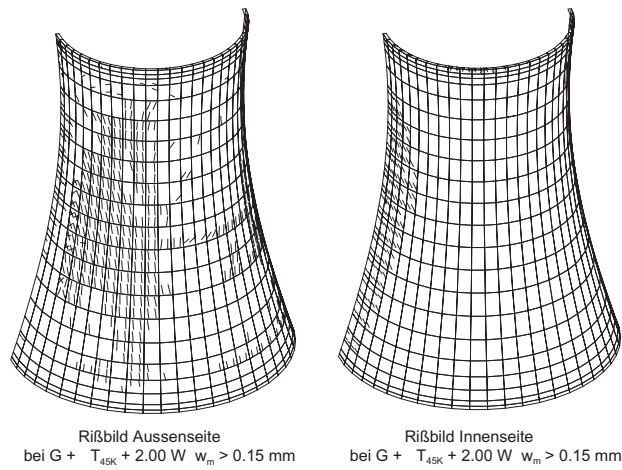 Rißbild Aussenseite
bei G + T45K + 2.00 W wm > 0.15 mm
Rißbild Innenseite
bei G + T45K + 2.00 W wm > 0.15 mm